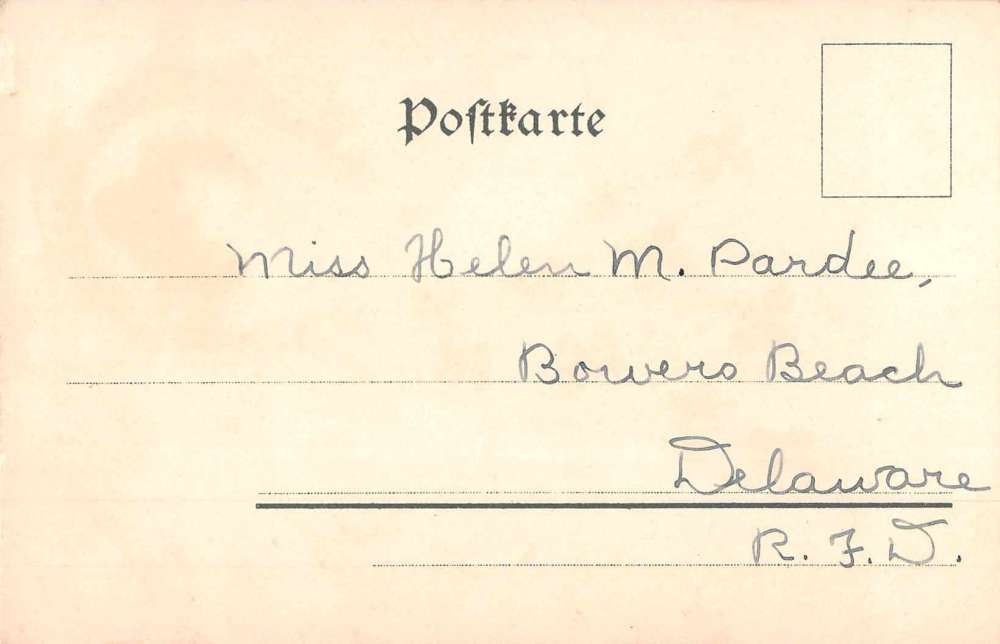 Postkarte
Miss Helen M. Pardee,
Bowers Beach
Delaware
R. F. D.